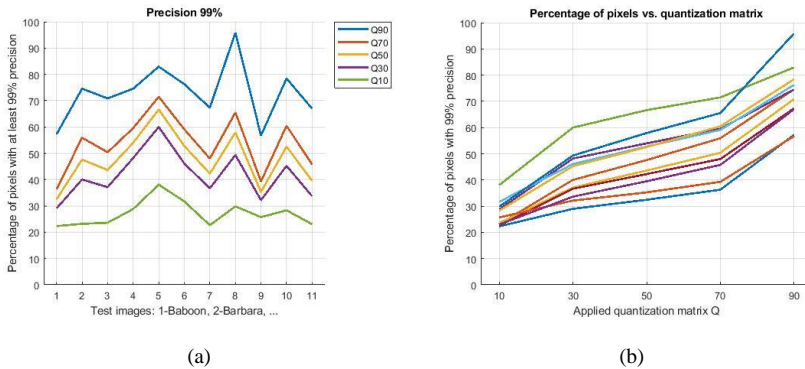 Precision 99%
Percentage of pixels with at least 99% precision
100
90
80
70
60
50
40
30
20
10
0
1 2 3 4 5 6 7 8 9 10 11
Test images: 1-Baboon, 2-Barbara, ...
Q90
Q70
Q50
Q30
Q10
(a)
Percentage of pixels vs. quantization matrix
Percentage of pixels with 99% precision
100
90
80
70
60
50
40
30
20
10
0
10 30 50 70 90
Applied quantization matrix Q
(b)